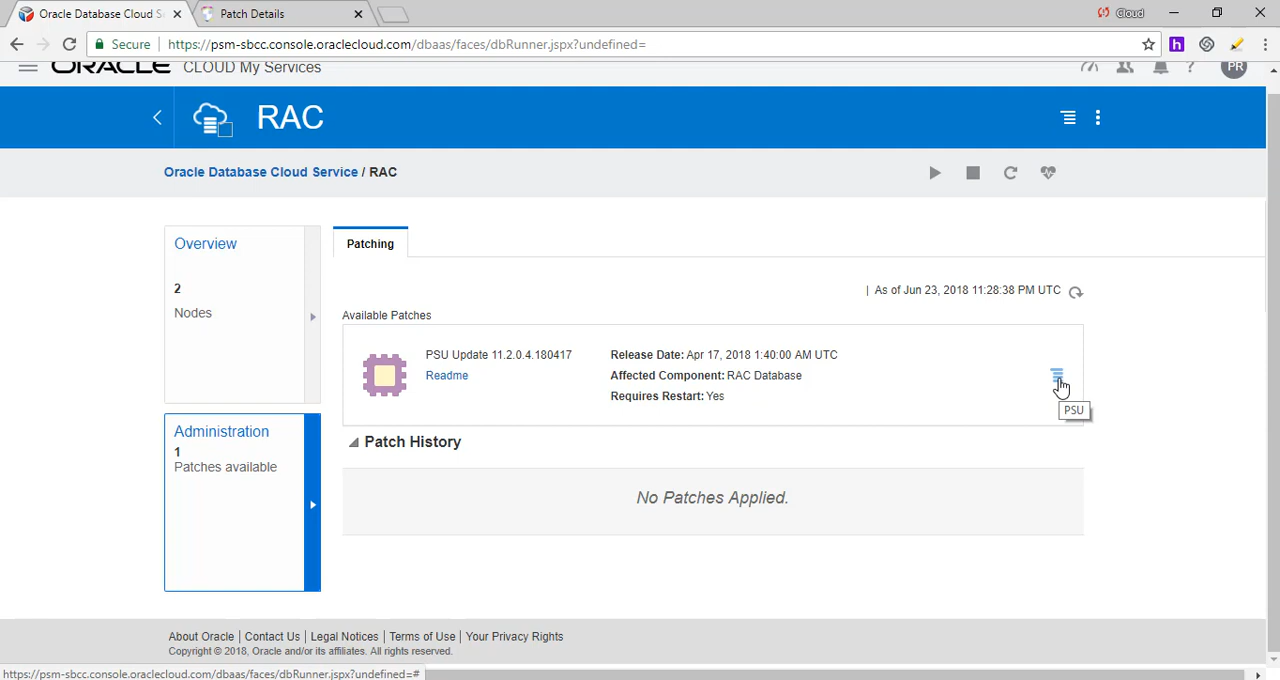 Oracle Database Cloud S
Patch Details
Cloud
Secure
https://psm-sbcc.console.oraclecloud.com/dbaas/faces/dbRunner.jspx?undefined=
h
ORACLE CLOUD My Services
?
PR
RAC
Oracle Database Cloud Service / RAC
Overview
2
Nodes
Administration
1
Patches available
Patching
| As of Jun 23, 2018 11:28:38 PM UTC
Available Patches
PSU Update 11.2.0.4.180417
Readme
Release Date: Apr 17, 2018 1:40:00 AM UTC
Affected Component: RAC Database
Requires Restart: Yes
PSU
Patch History
No Patches Applied.
About Oracle | Contact Us | Legal Notices | Terms of Use | Your Privacy Rights
Copyright © 2018, Oracle and/or its affiliates. All rights reserved.
https://psm-sbcc.console.oraclecloud.com/dbaas/faces/dbRunner.jspx?undefined=#